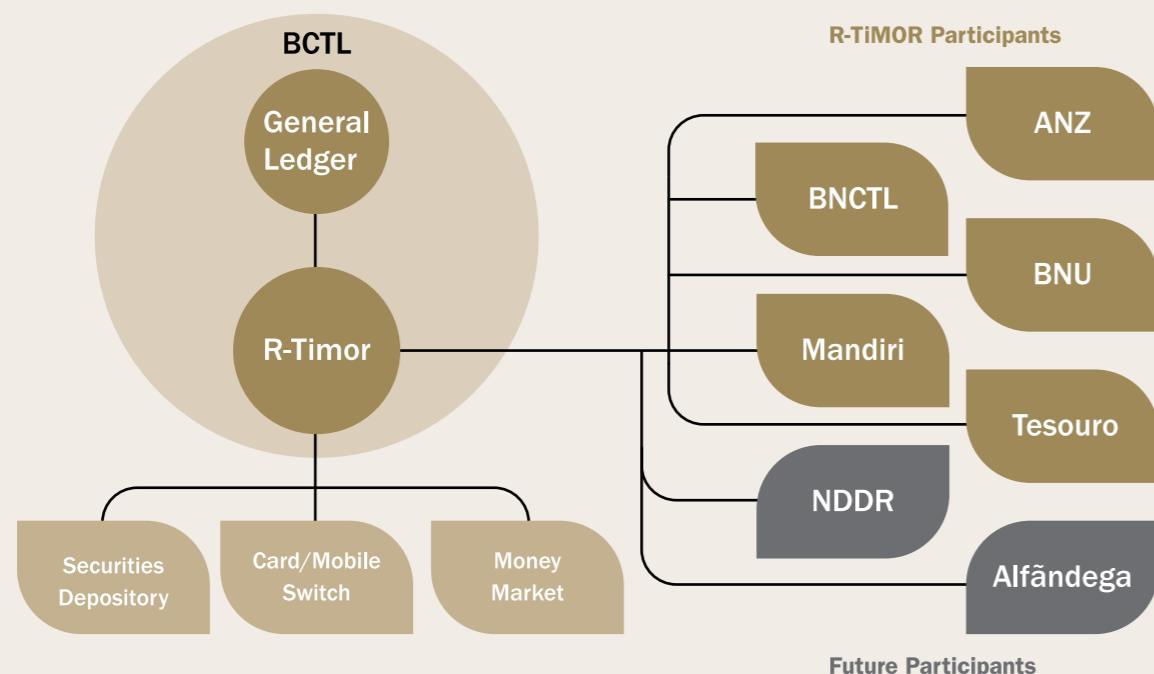 BCTL
General
Ledger
R-Timor
Securities
Depository
Card/Mobile
Switch
Money
Market
R-TiMOR Participants
ANZ
BNCTL
BNU
Mandiri
Tesouro
NDDR
Alfãndega
Future Participants